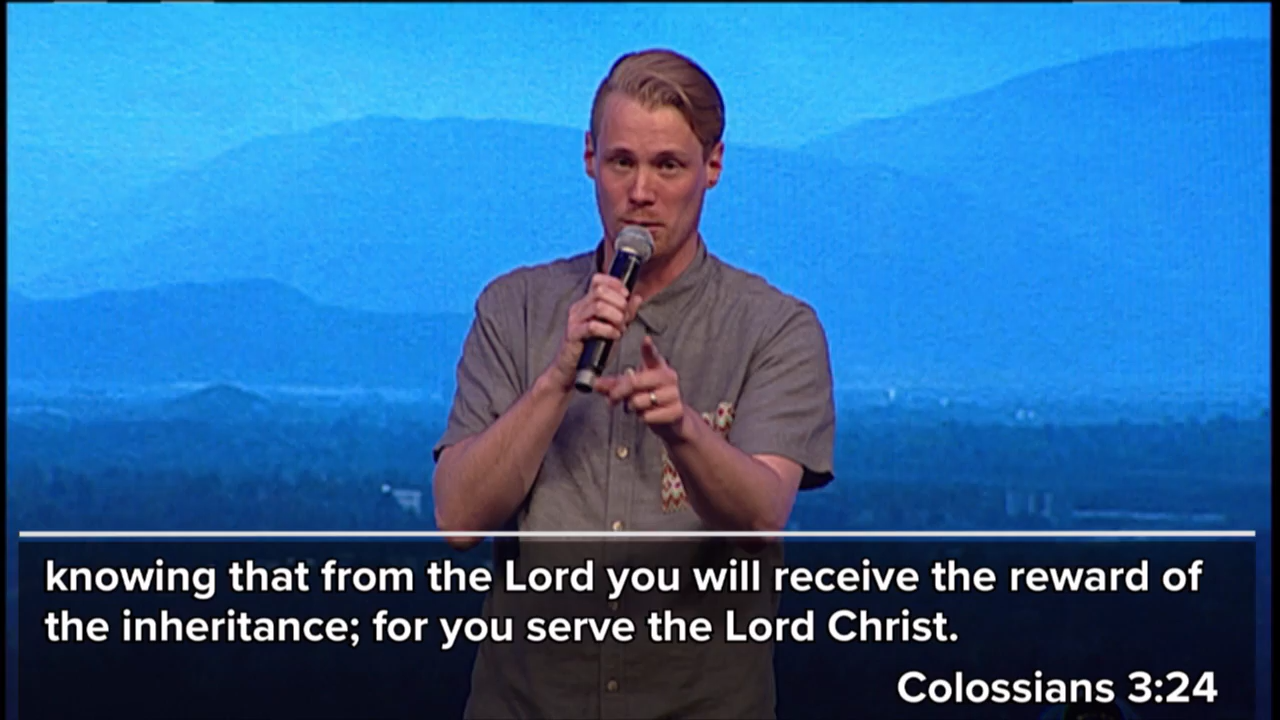 knowing that from the Lord you will receive the reward of
the inheritance; for you serve the Lord Christ.
Colossians 3:24